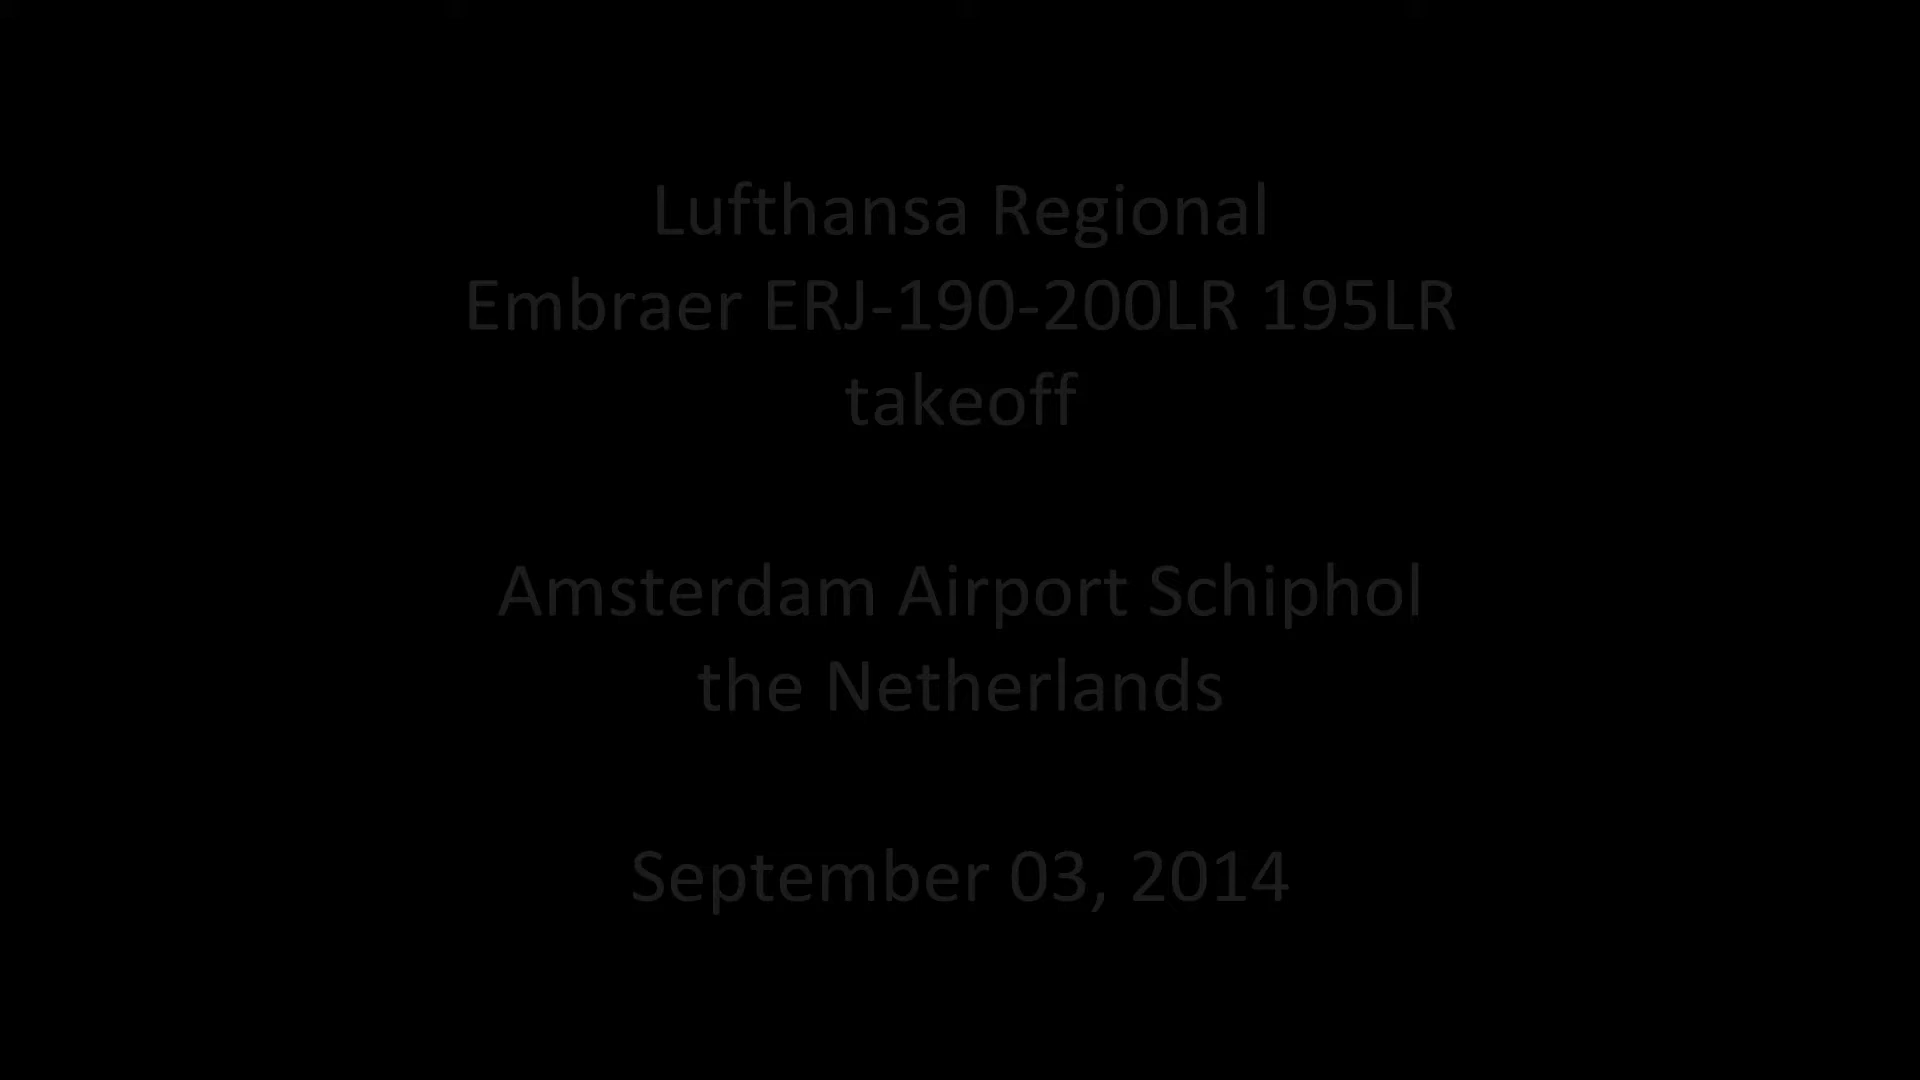 Lufthansa Regional
Embraer ERJ-190-200LR 195LR
takeoff
Amsterdam Airport Schiphol
the Netherlands
September 03, 2014